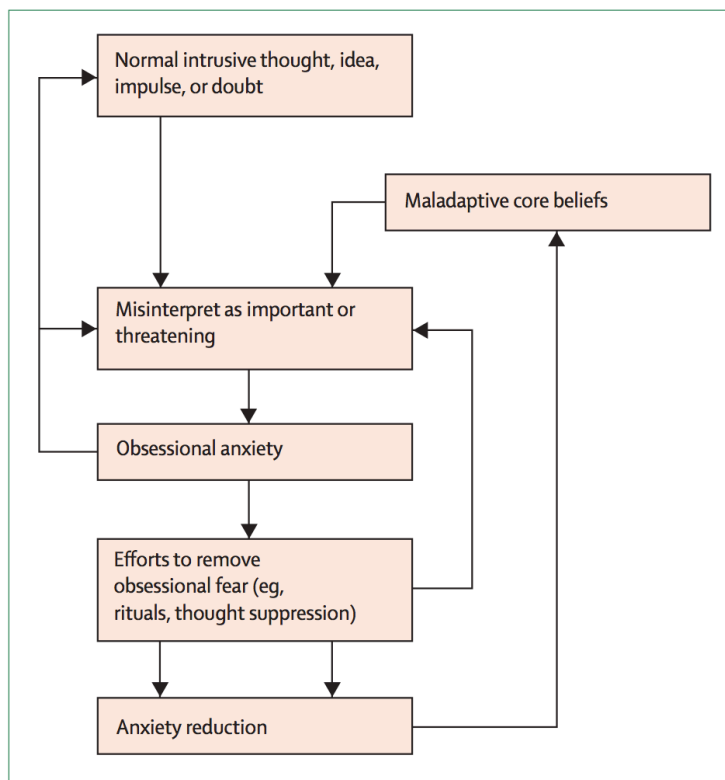 Normal intrusive thought, idea,
impulse, or doubt
Maladaptive core beliefs
Misinterpret as important or
threatening
Obsessional anxiety
Efforts to remove
obsessional fear (eg,
rituals, thought suppression)
Anxiety reduction